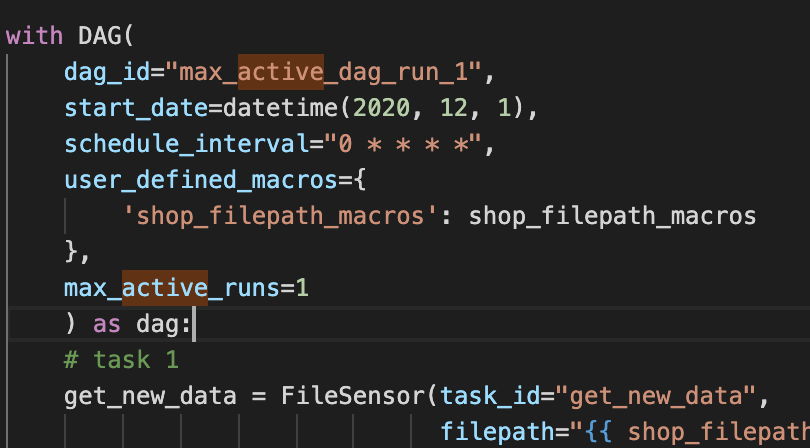 with DAG(
    dag_id="max_active_dag_run_1",
    start_date=datetime(2020, 12, 1),
    schedule_interval="0 * * * *",
    user_defined_macros={
        'shop_filepath_macros': shop_filepath_macros
    },
    max_active_runs=1
    ) as dag:
    # task 1
    get_new_data = FileSensor(task_id="get_new_data",
                              filepath="{{ shop_filepath